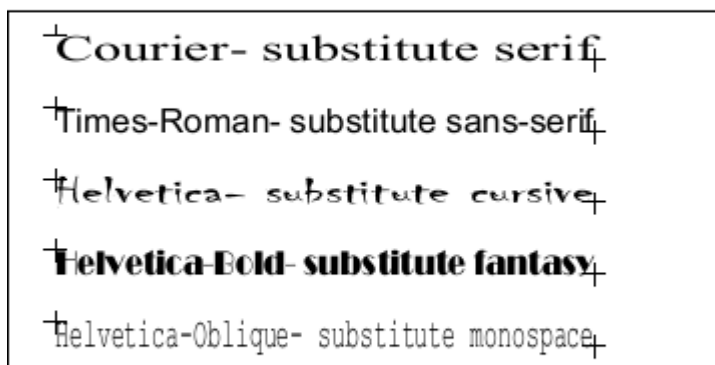 Courier- substitute serif
Times-Roman- substitute sans-serif
Helvetica- substitute cursive
Helvetica-Bold- substitute fantasy
Helvetica-Oblique- substitute monospace